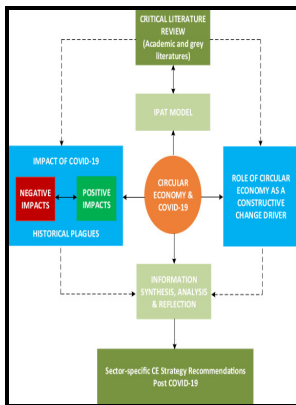 CRITICAL LITERATURE
REVIEW
(Academic and grey
literatures)
IPAT MODEL
IMPACT OF COVID-19
NEGATIVE
IMPACTS
POSITIVE
IMPACTS
HISTORICAL PLAGUES
CIRCULAR
ECONOMY &
COVID-19
ROLE OF CIRCULAR
ECONOMY AS A
CONSTRUCTIVE
CHANGE DRIVER
INFORMATION
SYNTHESIS, ANALYSIS
& REFLECTION
Sector-specific CE Strategy Recommendations
Post COVID-19